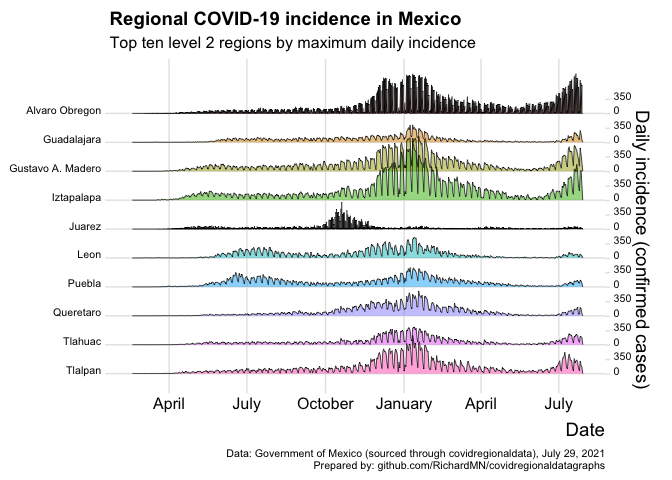 Regional COVID-19 incidence in Mexico
Top ten level 2 regions by maximum daily incidence
Alvaro Obregon
350
0
Guadalajara
350
0
Gustavo A. Madero
350
0
Iztapalapa
350
0
Juarez
350
0
Leon
350
0
Puebla
350
0
Queretaro
350
0
Tlahuac
350
0
Tlalpan
350
0
Daily incidence (confirmed cases)
April July October January April July
Date
Data: Government of Mexico (sourced through covidregionaldata), July 29, 2021
Prepared by: github.com/RichardMN/covidregionaldatagraphs